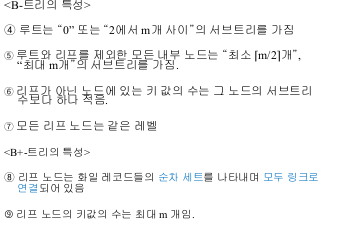 <B-트리의 특성>
④ 루트는 “0” 또는 “2에서 m개 사이”의 서브트리를 가짐
⑤ 루트와 리프를 제외한 모든 내부 노드는 “최소 ⌈m/2⌉개”,
“최대 m개”의 서브트리를 가짐.
⑥ 리프가 아닌 노드에 있는 키 값의 수는 그 노드의 서브트리
수보다 하나 적음.
⑦ 모든 리프 노드는 같은 레벨
<B+-트리의 특성>
⑧ 리프 노드는 화일 레코드들의 순차 세트를 나타내며 모두 링크로
연결되어 있음
⑨ 리프 노드의 키값의 수는 최대 m 개임.